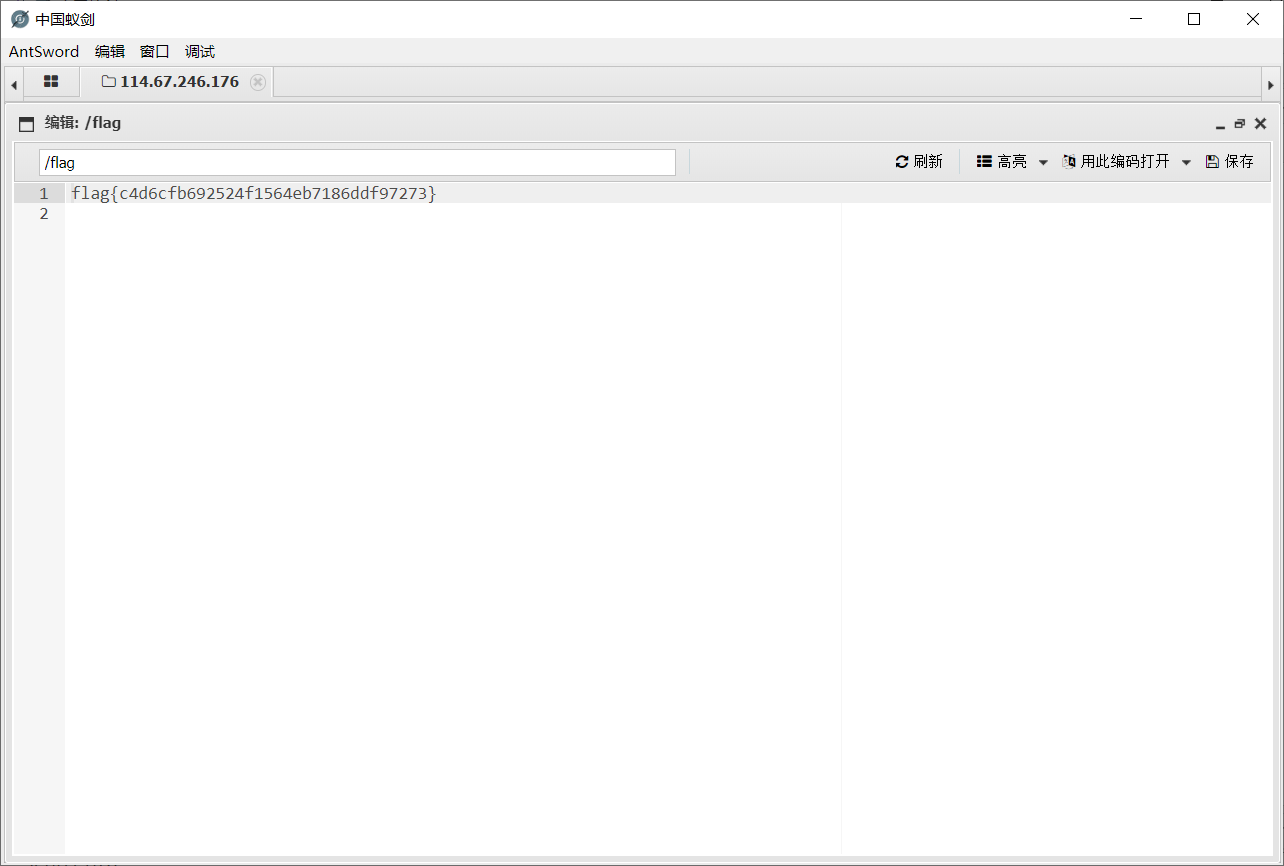 中国蚁剑
AntSword 编辑 窗口 调试
114.67.246.176
编辑: /flag
/flag 刷新 高亮 用此编码打开 保存
1 flag{c4d6cfb692524f1564eb7186ddf97273}
2